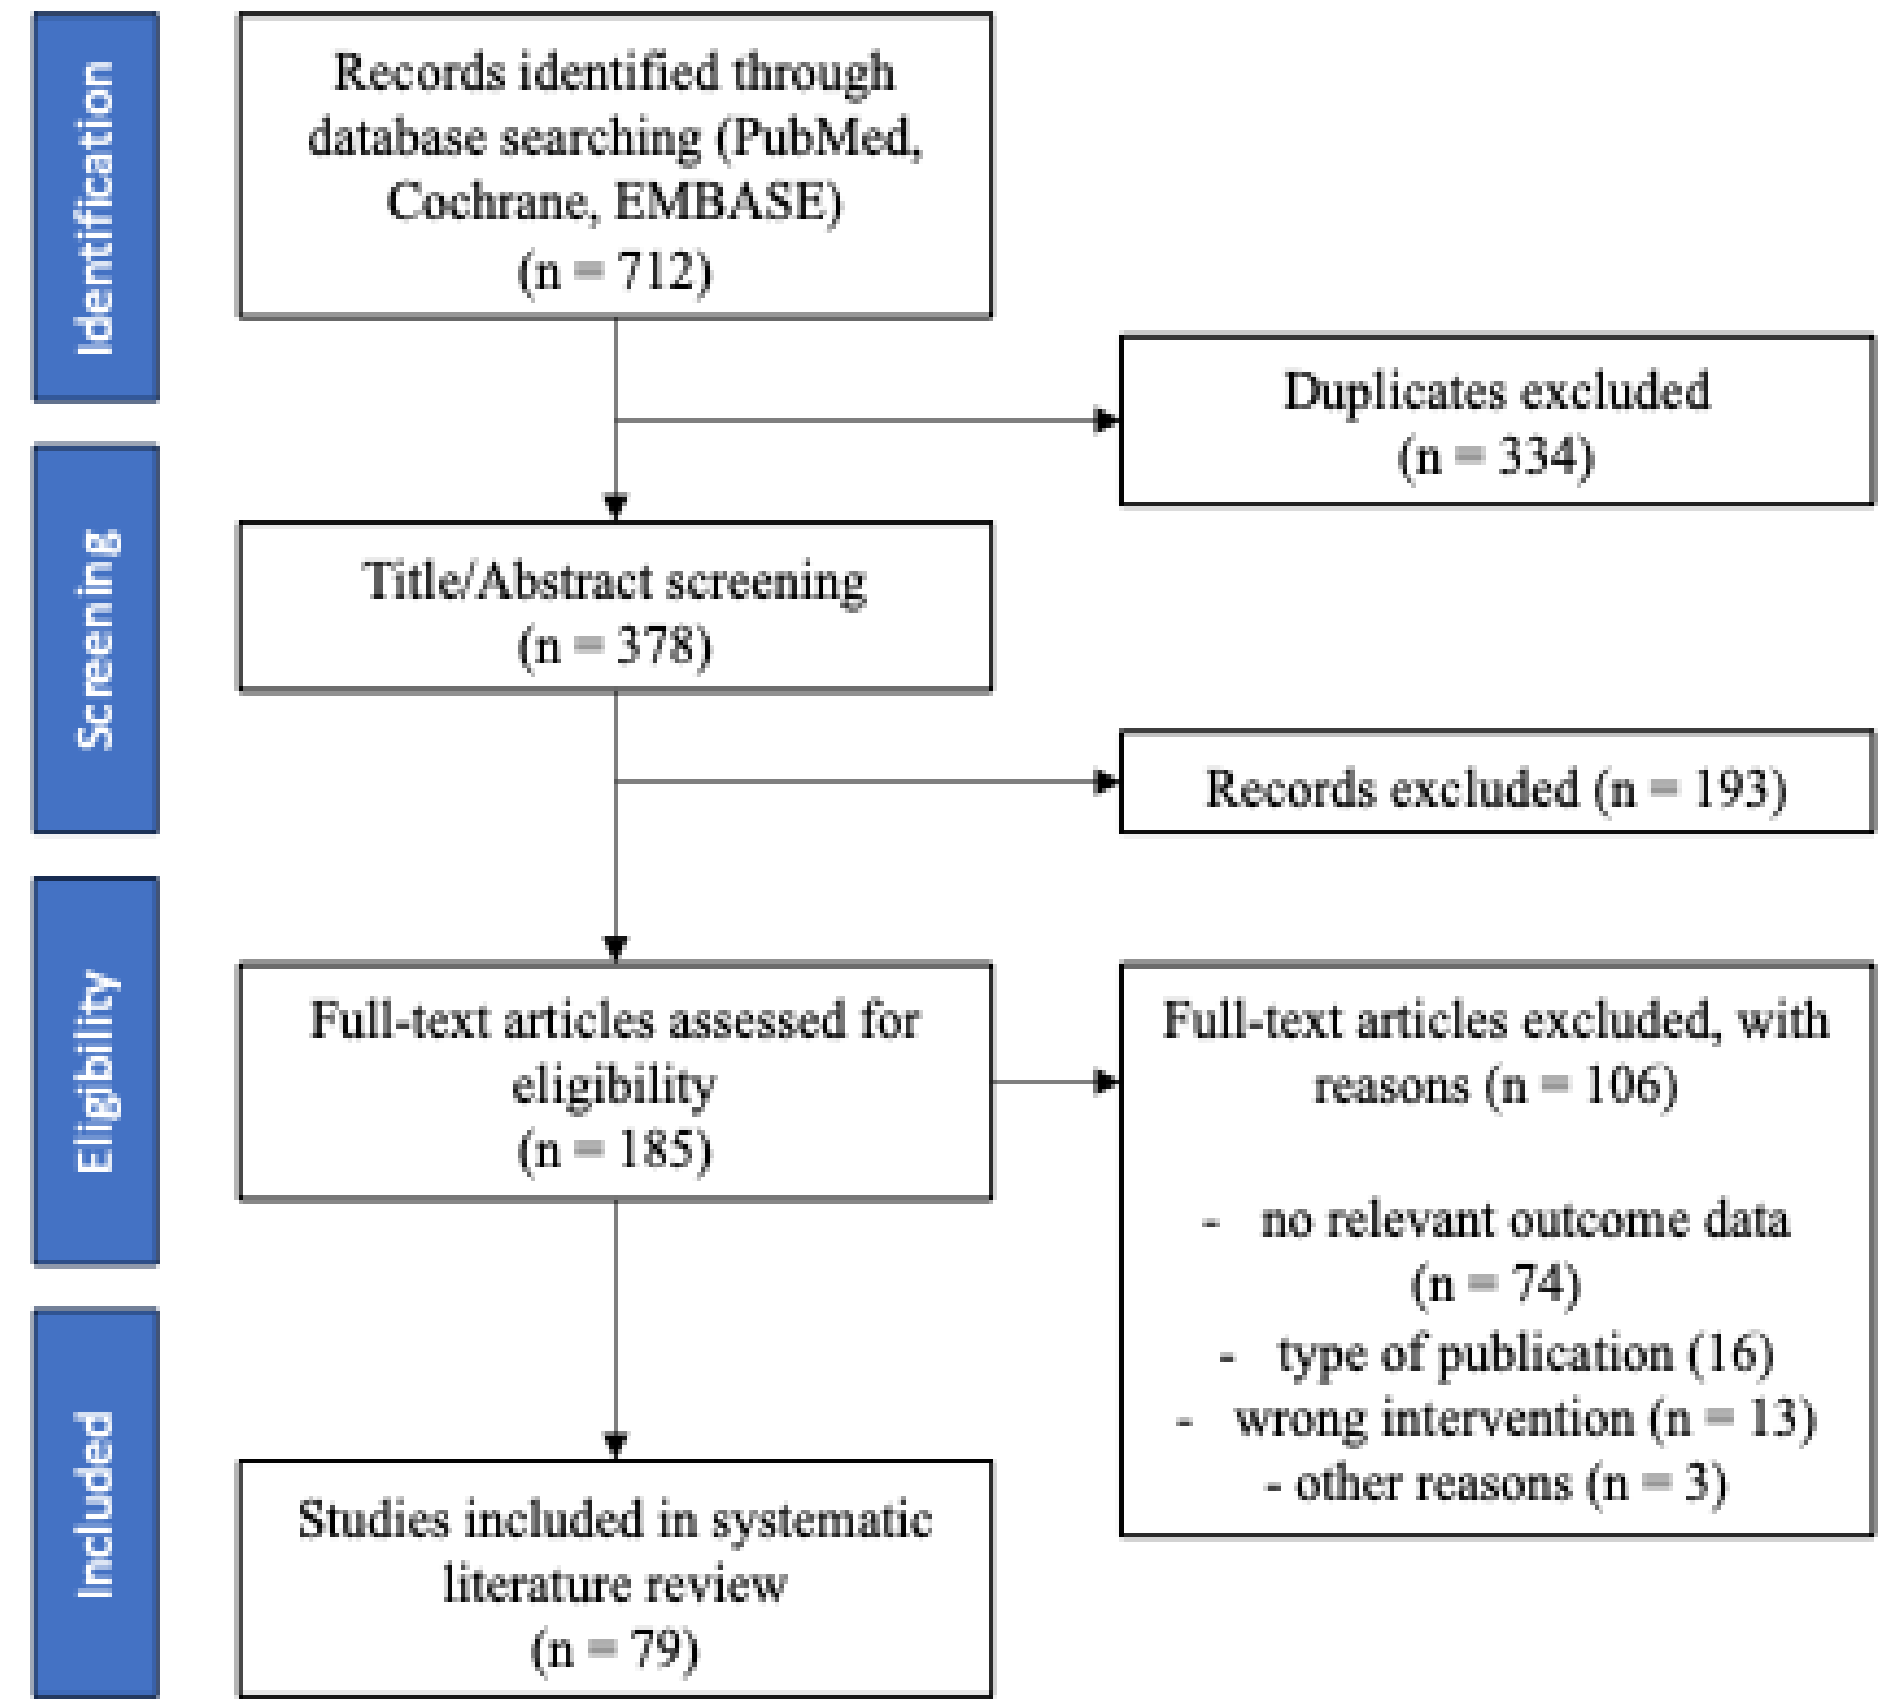 Identification
Records identified through
database searching (PubMed,
Cochrane, EMBASE)
(n = 712)
Duplicates excluded
(n = 334)
Screening
Title/Abstract screening
(n = 378)
Records excluded (n = 193)
Eligibility
Full-text articles assessed for
eligibility
(n = 185)
Full-text articles excluded, with
reasons (n = 106)
- no relevant outcome data
(n = 74)
- type of publication (16)
- wrong intervention (n = 13)
- other reasons (n = 3)
Included
Studies included in systematic
literature review
(n = 79)